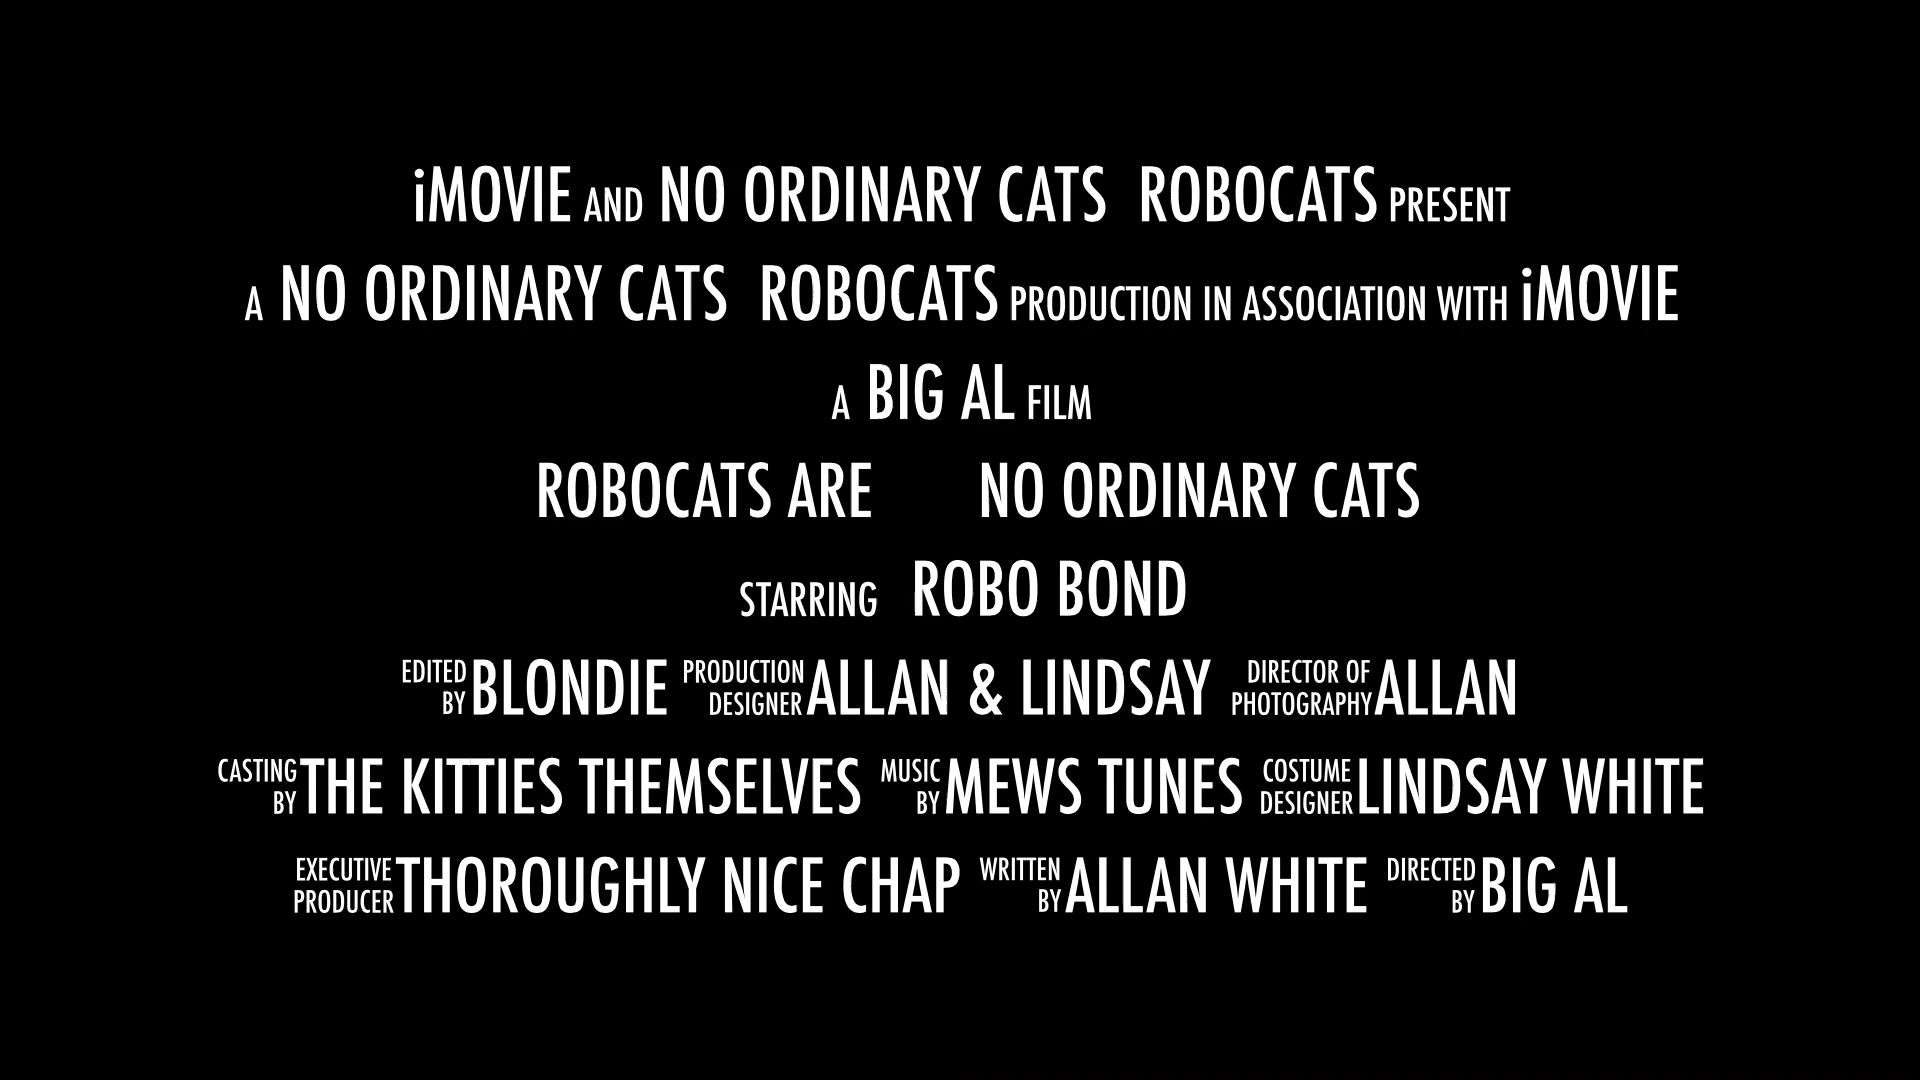 iMOVIE AND NO ORDINARY CATS ROBOCATS PRESENT
A NO ORDINARY CATS ROBOCATS PRODUCTION IN ASSOCIATION WITH iMOVIE
A BIG AL FILM
ROBOCATS ARE NO ORDINARY CATS
STARRING ROBO BOND
EDITED BY BLONDIE PRODUCTION DESIGNER ALLAN & LINDSAY DIRECTOR OF PHOTOGRAPHY ALLAN
CASTING BY THE KITTIES THEMSELVES MUSIC BY MEWS TUNES COSTUME DESIGNER LINDSAY WHITE
EXECUTIVE PRODUCER THOROUGHLY NICE CHAP WRITTEN BY ALLAN WHITE DIRECTED BY BIG AL